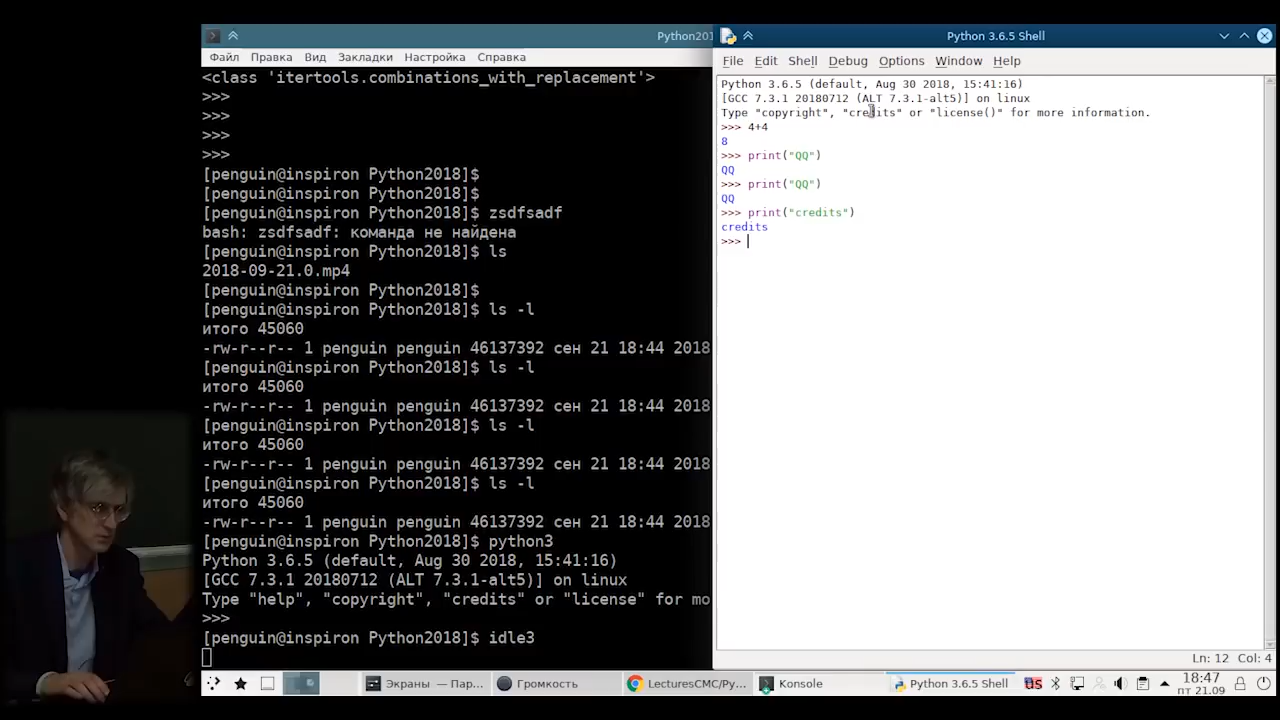 Python201
Файл Правка Вид Закладки Настройка Справка
<class 'itertools.combinations_with_replacement'>
>>>
>>>
>>>
>>>
[penguin@inspiron Python2018]$
[penguin@inspiron Python2018]$
[penguin@inspiron Python2018]$ zsdfsadf
bash: zsdfsadf: команда не найдена
[penguin@inspiron Python2018]$ ls
2018-09-21.0.mp4
[penguin@inspiron Python2018]$
[penguin@inspiron Python2018]$ ls -l
итого 45060
-rw-r--r-- 1 penguin penguin 46137392 сен 21 18:44 2018
[penguin@inspiron Python2018]$ ls -l
итого 45060
-rw-r--r-- 1 penguin penguin 46137392 сен 21 18:44 2018
[penguin@inspiron Python2018]$ ls -l
итого 45060
-rw-r--r-- 1 penguin penguin 46137392 сен 21 18:44 2018
[penguin@inspiron Python2018]$ ls -l
итого 45060
-rw-r--r-- 1 penguin penguin 46137392 сен 21 18:44 2018
[penguin@inspiron Python2018]$ python3
Python 3.6.5 (default, Aug 30 2018, 15:41:16)
[GCC 7.3.1 20180712 (ALT 7.3.1-alt5)] on linux
Type "help", "copyright", "credits" or "license" for mo
>>>
[penguin@inspiron Python2018]$ idle3
Python 3.6.5 Shell
File Edit Shell Debug Options Window Help
Python 3.6.5 (default, Aug 30 2018, 15:41:16)
[GCC 7.3.1 20180712 (ALT 7.3.1-alt5)] on linux
Type "copyright", "credits" or "license()" for more information.
>>> 4+4
8
>>> print("QQ")
QQ
>>> print("QQ")
QQ
>>> print("credits")
credits
>>>
Ln: 12 Col: 4
Экраны — Пар...
Громкость
LecturesCMC/Py...
Konsole
Python 3.6.5 Shell
us
18:47
пт 21.09